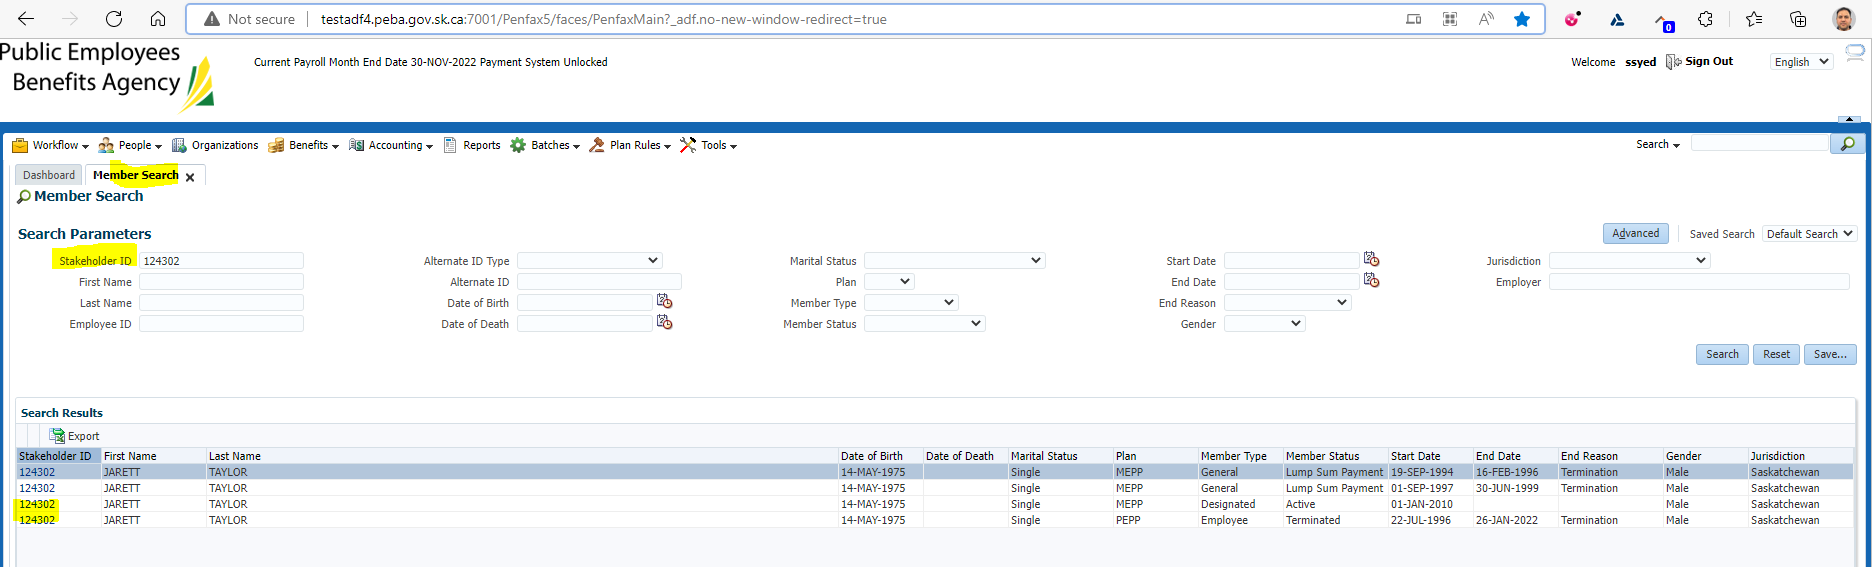 Not secure testadf4.peba.gov.sk.ca:7001/Penfax5/faces/PenfaxMain?_adf.no-new-window-redirect=true
0
Public Employees
Benefits Agency
Current Payroll Month End Date 30-NOV-2022 Payment System Unlocked
Welcome ssyed Sign Out English
Workflow People Organizations Benefits Accounting Reports Batches Plan Rules Tools Search
Dashboard Member Search
Member Search
Search Parameters
Advanced Saved Search Default Search
Stakeholder ID 124302 Alternate ID Type Marital Status Start Date Jurisdiction
First Name Alternate ID Plan End Date Employer
Last Name Date of Birth Member Type End Reason
Employee ID Date of Death Member Status Gender
Search Reset Save...
Search Results
Export
Stakeholder ID First Name Last Name Date of Birth Date of Death Marital Status Plan Member Type Member Status Start Date End Date End Reason Gender Jurisdiction
124302 JARETT TAYLOR 14-MAY-1975 Single MEPP General Lump Sum Payment 19-SEP-1994 16-FEB-1996 Termination Male Saskatchewan
124302 JARETT TAYLOR 14-MAY-1975 Single MEPP General Lump Sum Payment 01-SEP-1997 30-JUN-1999 Termination Male Saskatchewan
124302 JARETT TAYLOR 14-MAY-1975 Single MEPP Designated Active 01-JAN-2010 Male Saskatchewan
124302 JARETT TAYLOR 14-MAY-1975 Single PEPP Employee Terminated 22-JUL-1996 26-JAN-2022 Termination Male Saskatchewan